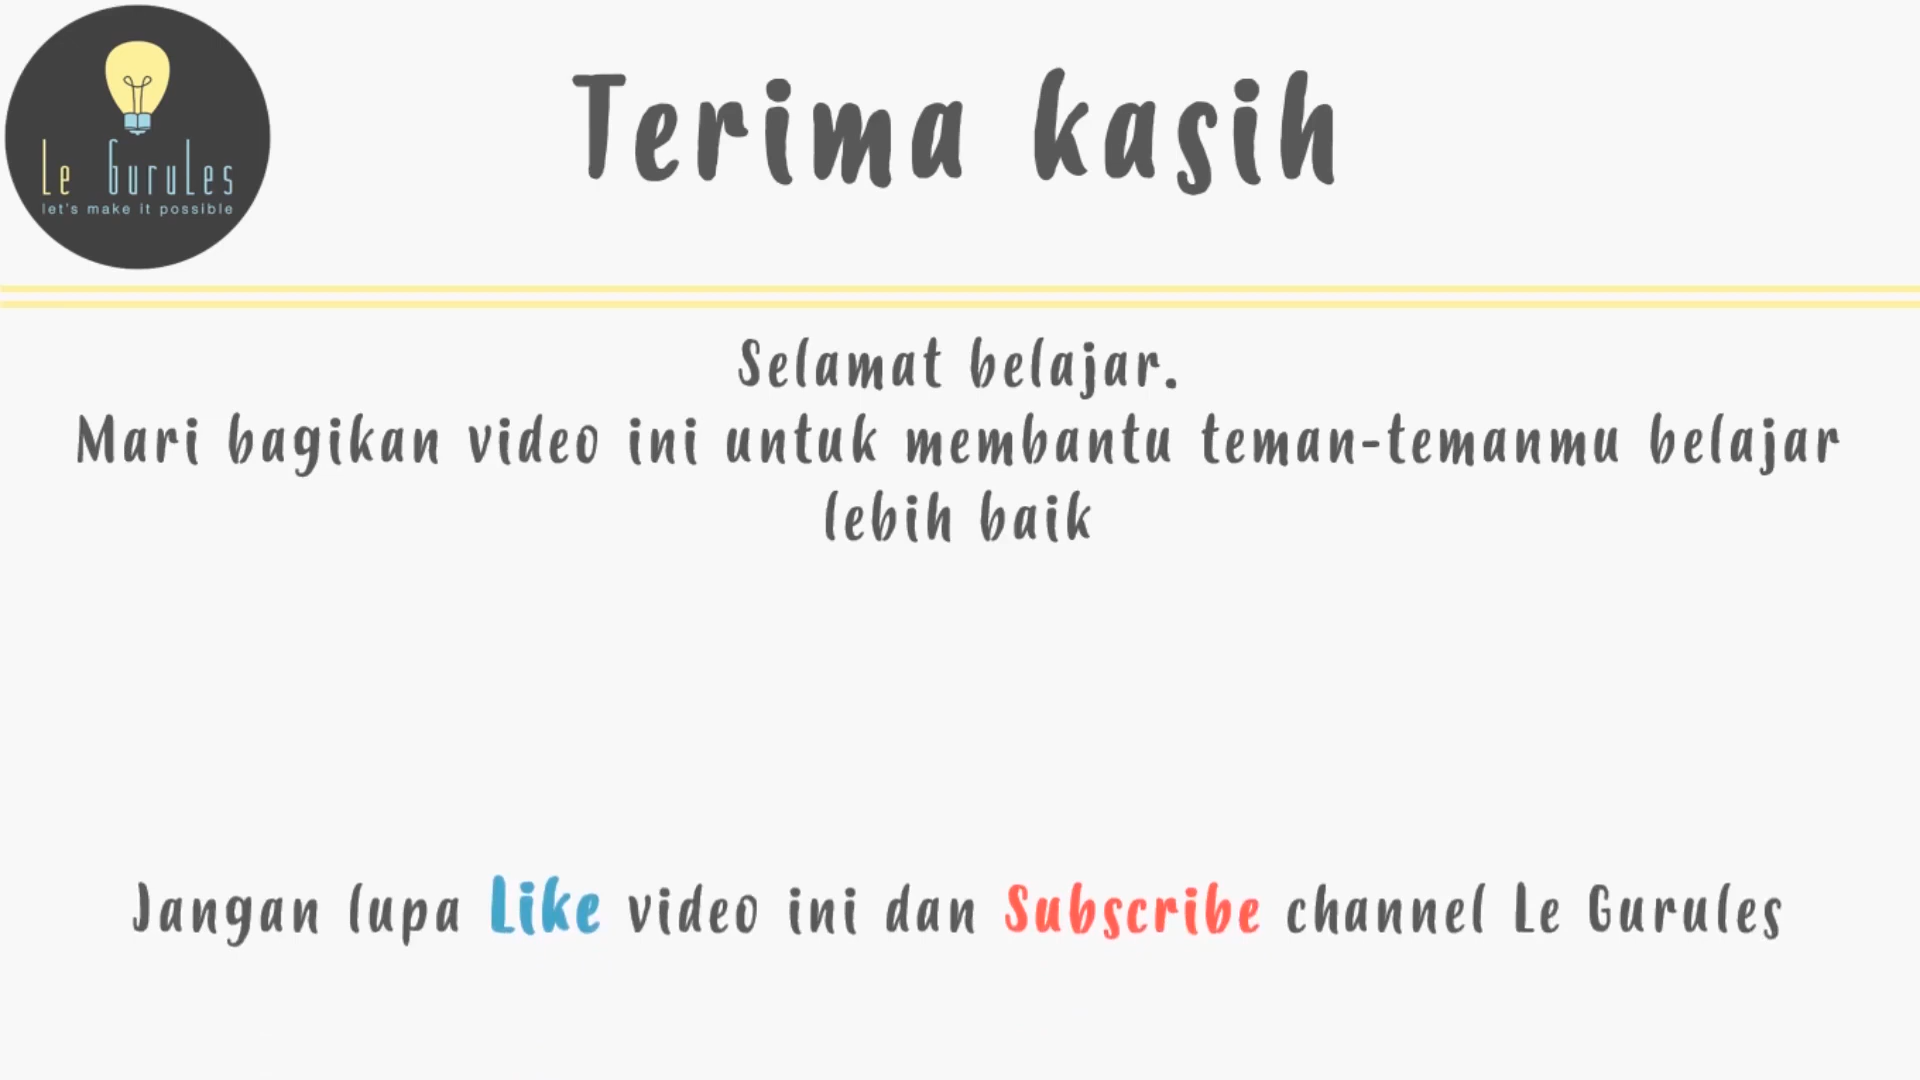 Le Gurules
let's make it possible
Terima kasih
Selamat belajar.
Mari bagikan video ini untuk membantu teman-temanmu belajar
lebih baik
Jangan lupa Like video ini dan Subscribe channel Le Gurules